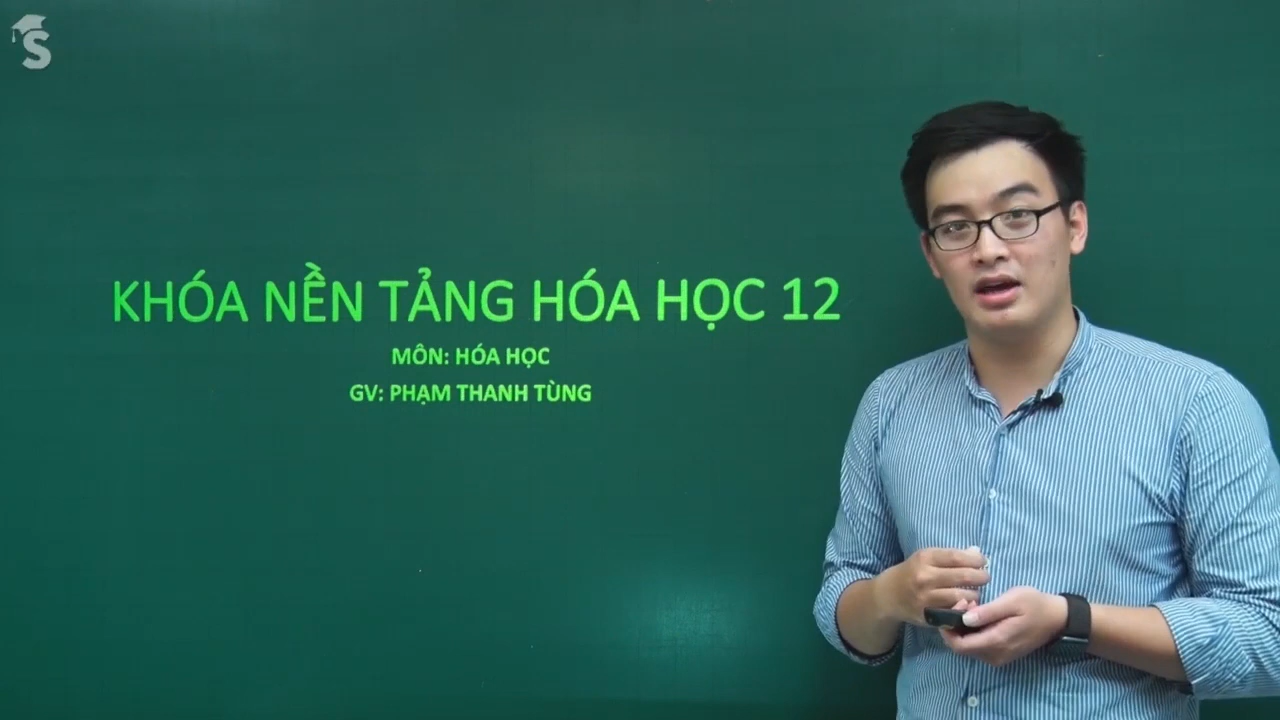 S
KHÓA NỀN TẢNG HÓA HỌC 12
MÔN: HÓA HỌC
GV: PHẠM THANH TÙNG